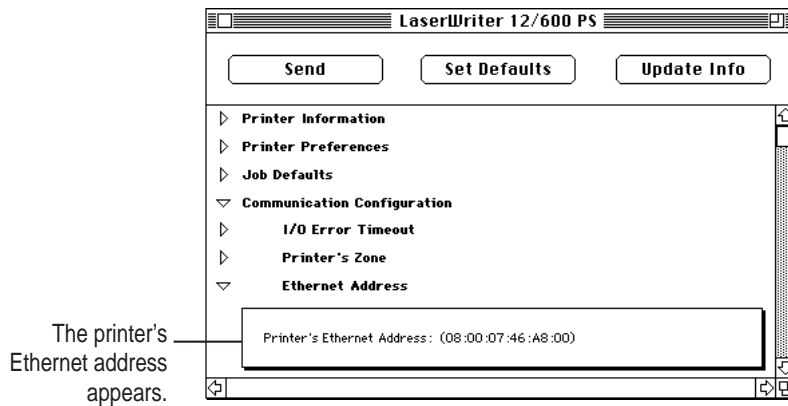 LaserWriter 12/600 PS
Send Set Defaults Update Info
Printer Information
Printer Preferences
Job Defaults
Communication Configuration
I/O Error Timeout
Printer's Zone
Ethernet Address
Printer's Ethernet Address: (08:00:07:46:A8:00)
The printer's
Ethernet address
appears.